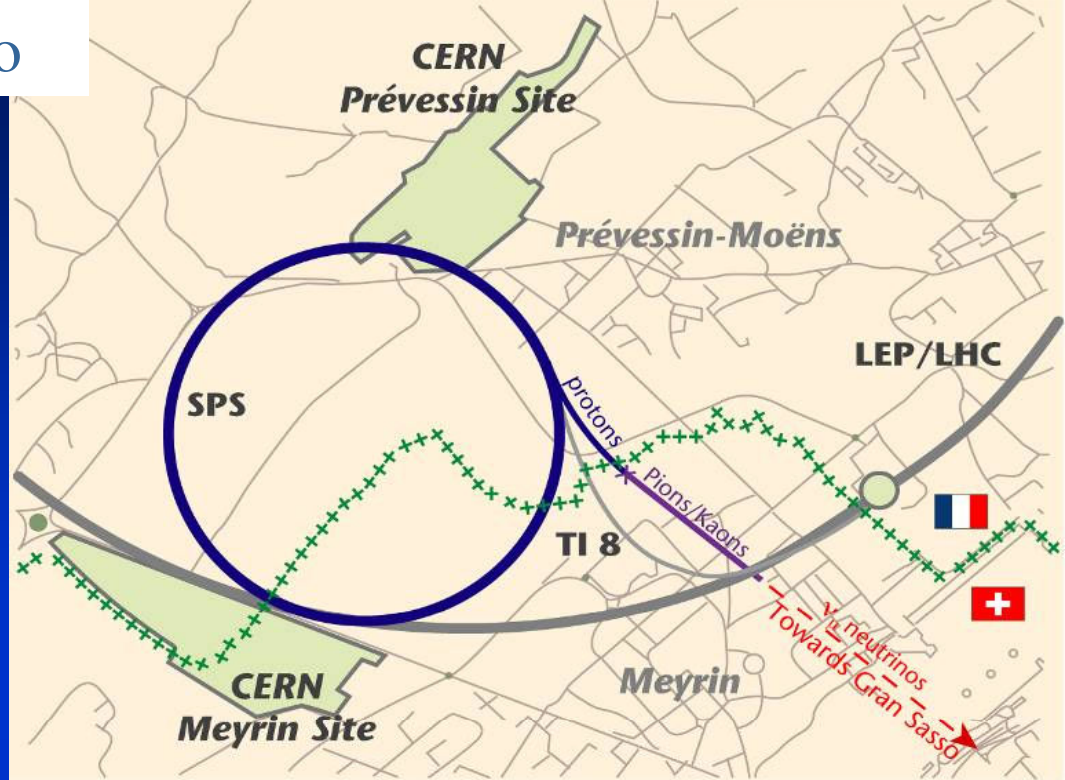 o
CERN
Prévessin Site
Prévessin-Moëns
LEP/LHC
SPS
protons
Pions/Kaons
TI 8
νμ neutrinos
Towards Gran Sasso
Meyrin
CERN
Meyrin Site